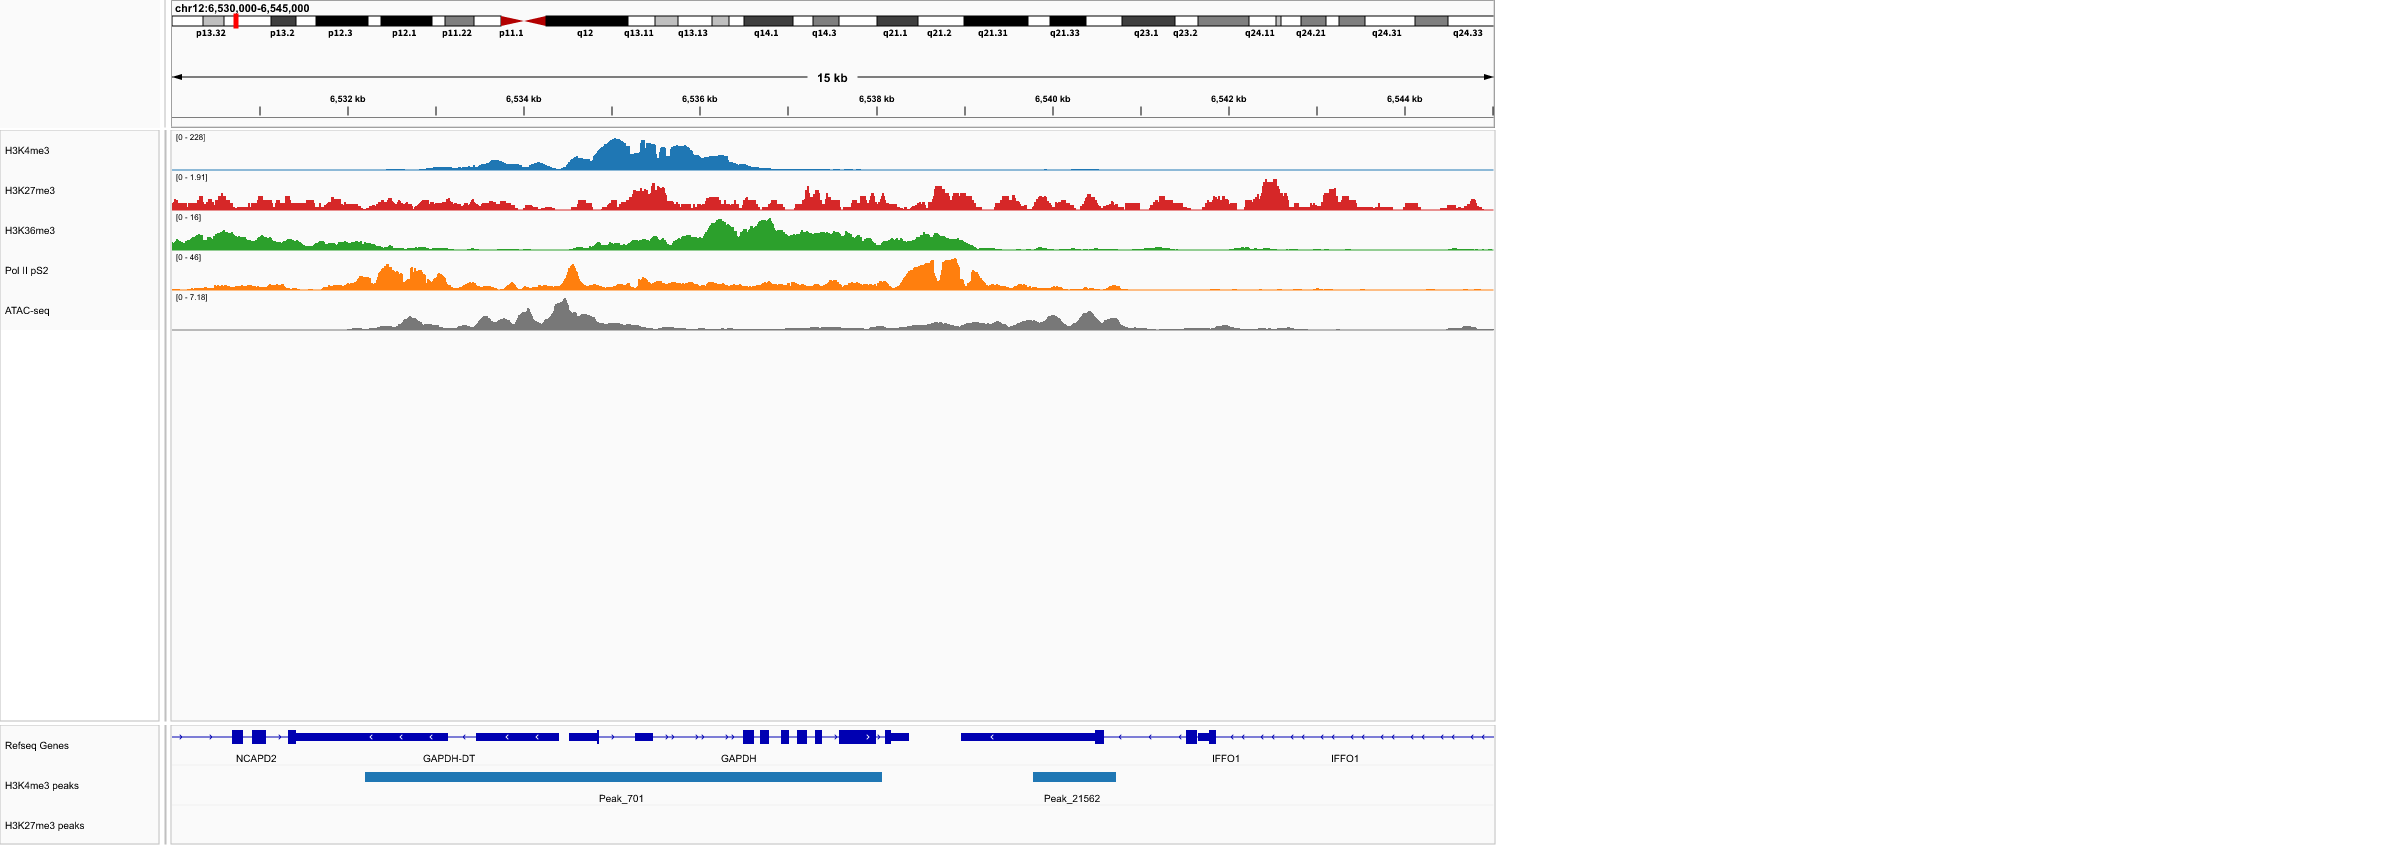 chr12:6,530,000-6,545,000
p13.32 p13.2 p12.3 p12.1 p11.22 p11.1 q12 q13.11 q13.13 q14.1 q14.3 q21.1 q21.2 q21.31 q21.33 q23.1 q23.2 q24.11 q24.21 q24.31 q24.33
15 kb
6,532 kb 6,534 kb 6,536 kb 6,538 kb 6,540 kb 6,542 kb 6,544 kb
[0 - 228]
H3K4me3
[0 - 1.91]
H3K27me3
[0 - 16]
H3K36me3
[0 - 46]
Pol II pS2
[0 - 7.18]
ATAC-seq
Refseq Genes
NCAPD2 GAPDH-DT GAPDH IFFO1 IFFO1
H3K4me3 peaks
Peak_701 Peak_21562
H3K27me3 peaks